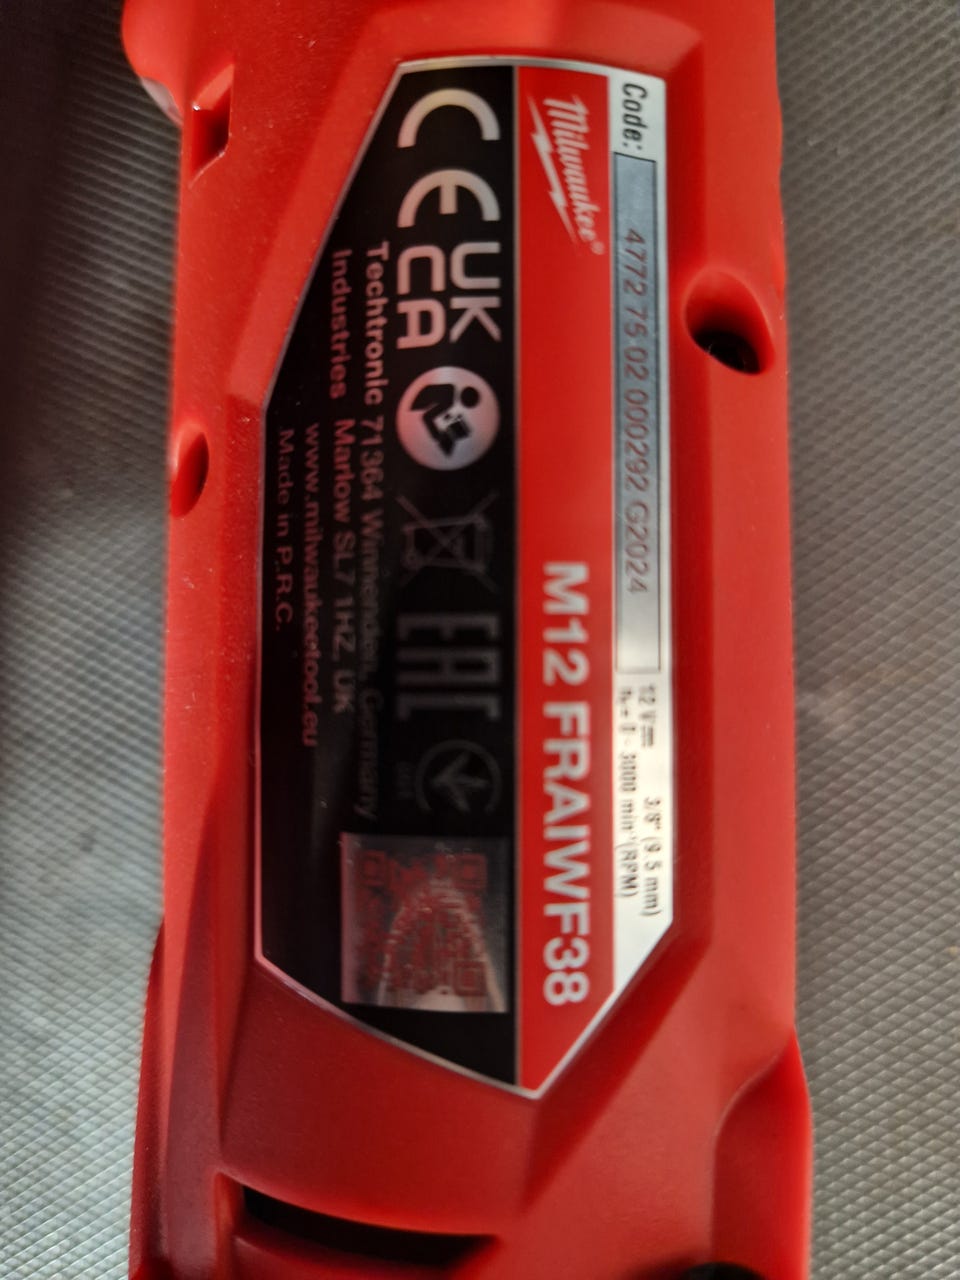 Code: 4772 75 02 000292 G2024
12 V⎓ 3/8" (9.5 mm)
n₀= 0 - 3000 min⁻¹(RPM)
Milwaukee®
M12 FRAIWF38
CE UK
CA
EAC
Techtronic 71364 Winnenden, Germany
Industries Marlow SL7 1HZ, UK
www.milwaukeetool.eu
Made in P.R.C.